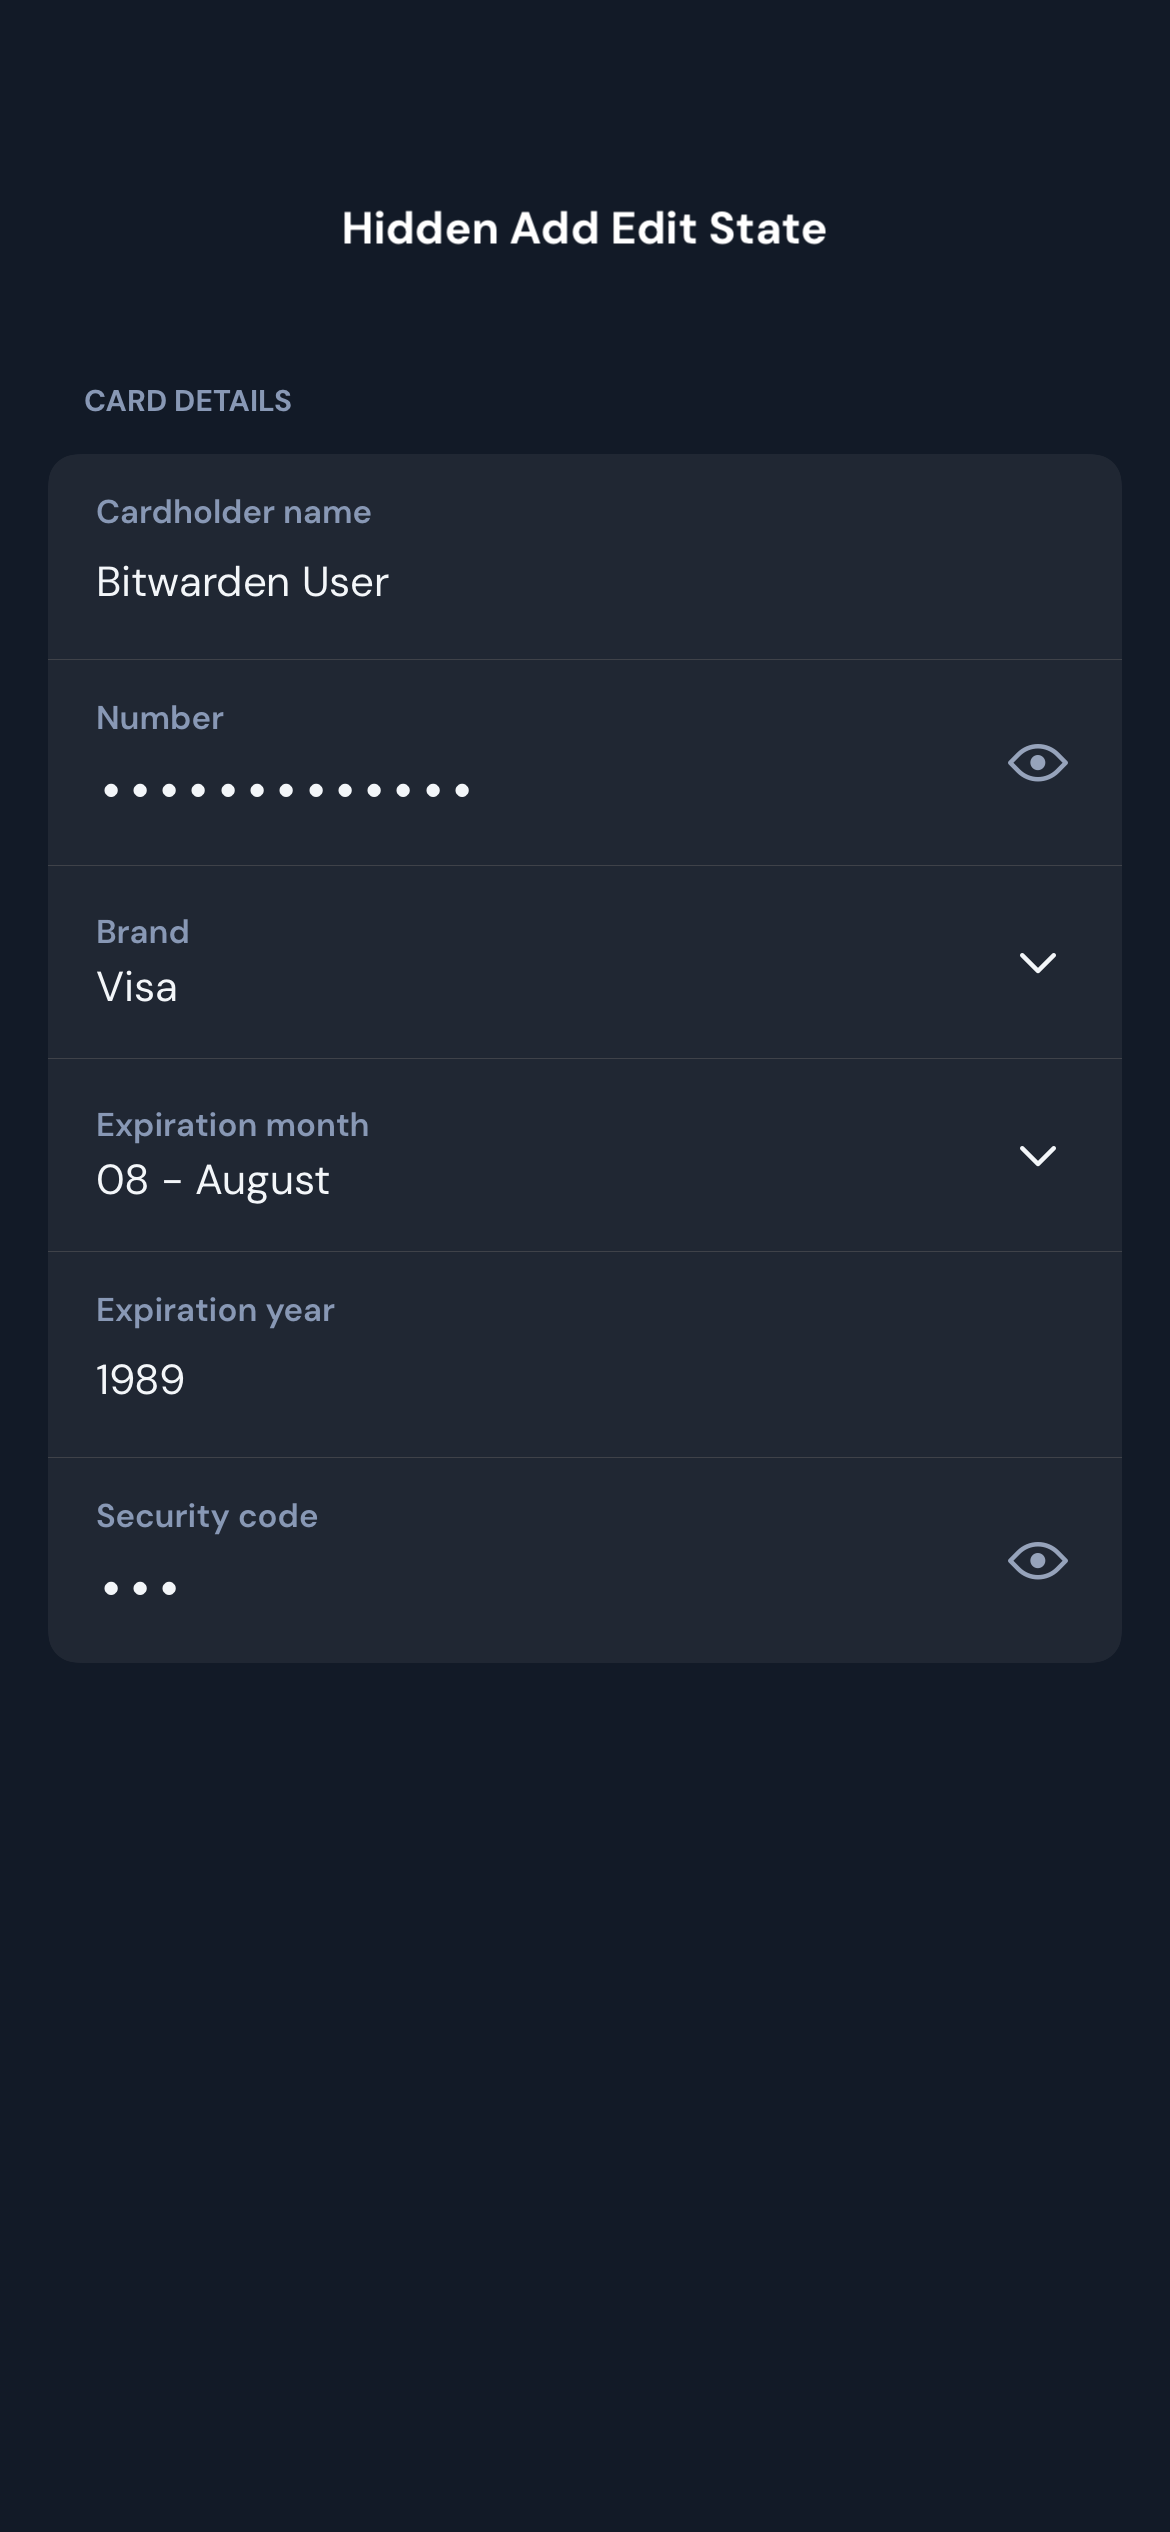 Hidden Add Edit State
CARD DETAILS
Cardholder name
Bitwarden User
Number
•••••••••••••
Brand
Visa
Expiration month
08 - August
Expiration year
1989
Security code
•••